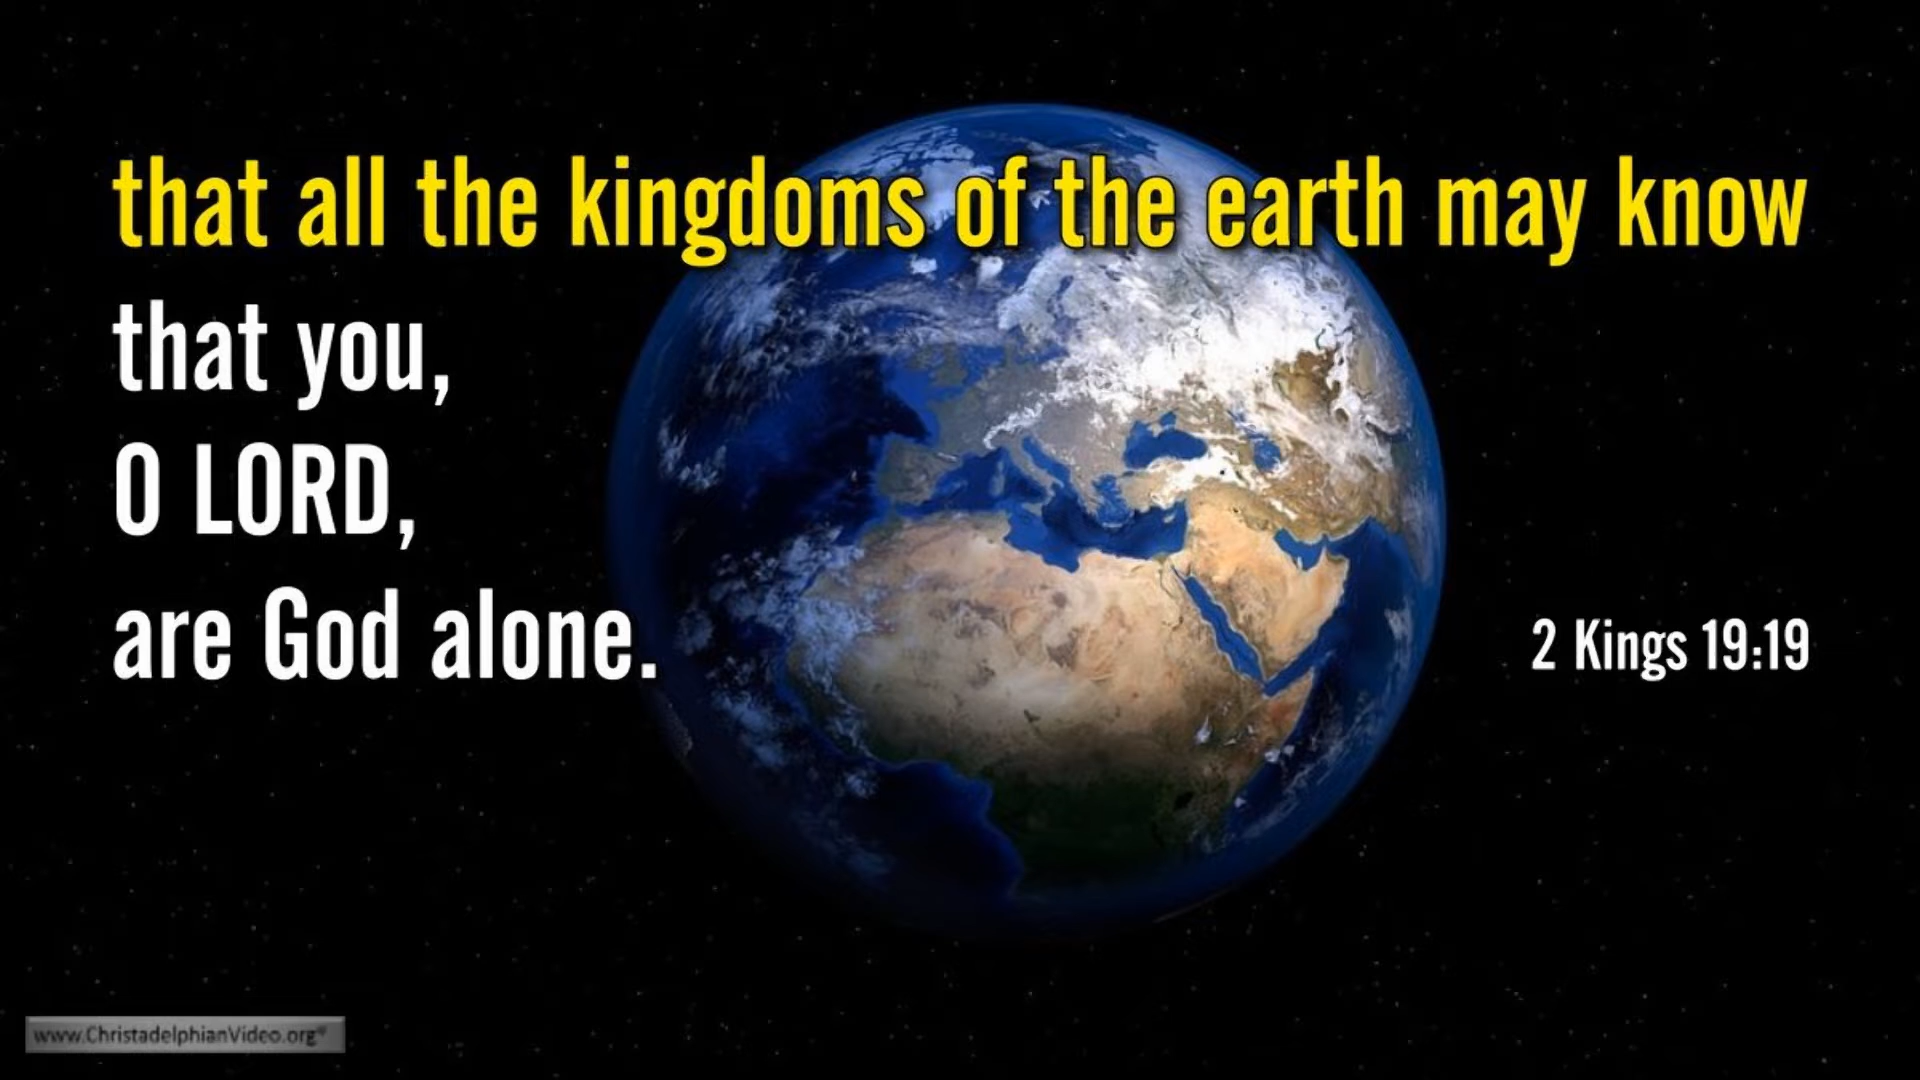 that all the kingdoms of the earth may know
that you,
O LORD,
are God alone.
2 Kings 19:19
www.ChristadelphianVideo.org®